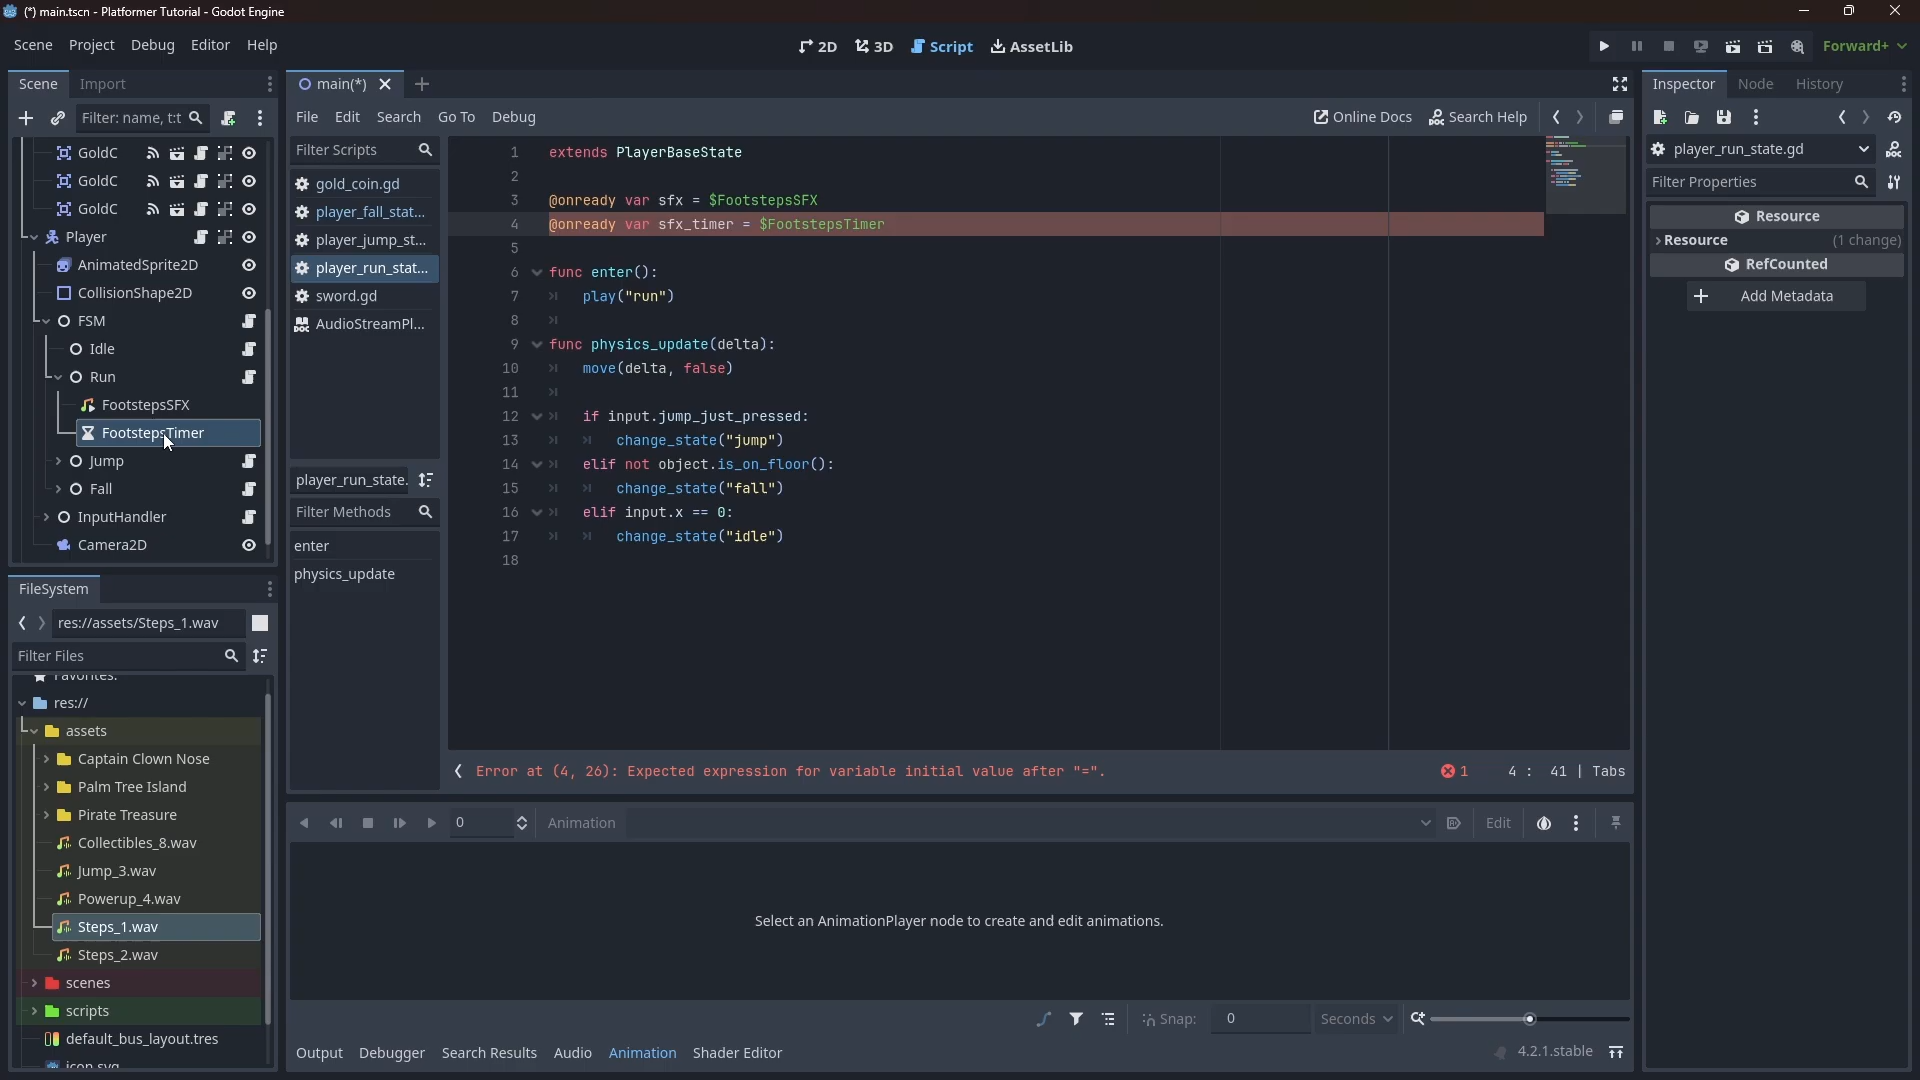 (*) main.tscn - Platformer Tutorial - Godot Engine
Scene Project Debug Editor Help
2D 3D Script AssetLib
Forward+
Scene Import
main(*)
Inspector Node History
Filter: name, t:t
File Edit Search Go To Debug
Online Docs Search Help
GoldC
GoldC
GoldC
Player
AnimatedSprite2D
CollisionShape2D
FSM
Idle
Run
FootstepsSFX
FootstepsTimer
Jump
Fall
InputHandler
Camera2D
Filter Scripts
gold_coin.gd
player_fall_stat...
player_jump_st...
player_run_stat...
sword.gd
AudioStreamPl...
player_run_state.
Filter Methods
enter
physics_update
1 extends PlayerBaseState
2
3 @onready var sfx = $FootstepsSFX
4 @onready var sfx_timer = $FootstepsTimer
5
6 func enter():
7 play("run")
8
9 func physics_update(delta):
10 move(delta, false)
11
12 if input.jump_just_pressed:
13 change_state("jump")
14 elif not object.is_on_floor():
15 change_state("fall")
16 elif input.x == 0:
17 change_state("idle")
18
Error at (4, 26): Expected expression for variable initial value after "=".
1 4 : 41 | Tabs
player_run_state.gd
Filter Properties
Resource
Resource (1 change)
RefCounted
Add Metadata
FileSystem
res://assets/Steps_1.wav
Filter Files
Favorites:
res://
assets
Captain Clown Nose
Palm Tree Island
Pirate Treasure
Collectibles_8.wav
Jump_3.wav
Powerup_4.wav
Steps_1.wav
Steps_2.wav
scenes
scripts
default_bus_layout.tres
icon.svg
0 Animation Edit
Select an AnimationPlayer node to create and edit animations.
Snap: 0 Seconds
Output Debugger Search Results Audio Animation Shader Editor
4.2.1.stable